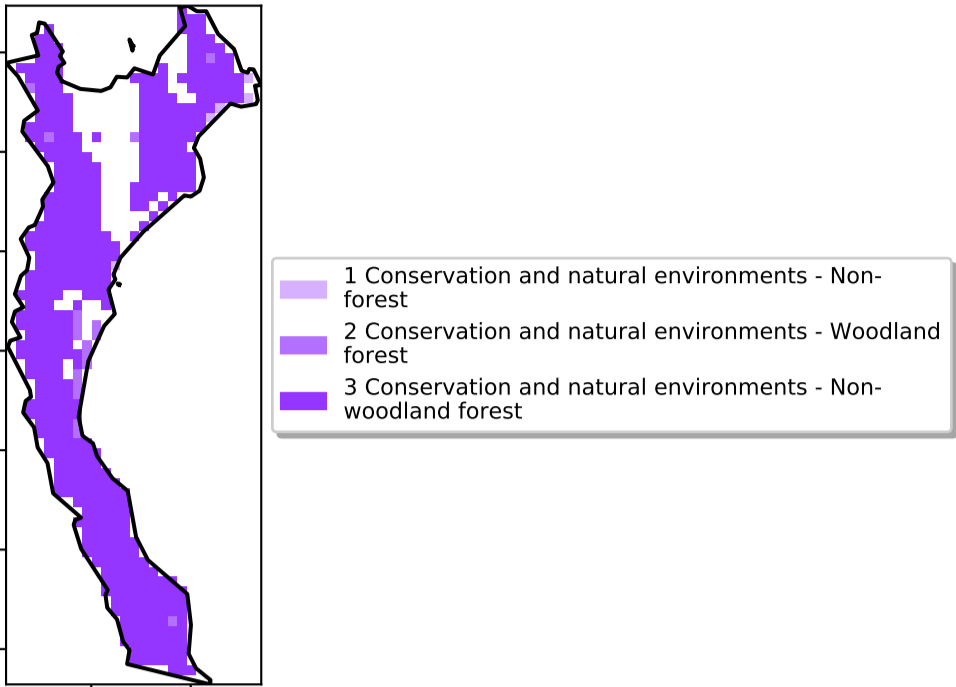 1 Conservation and natural environments - Non-
forest
2 Conservation and natural environments - Woodland
forest
3 Conservation and natural environments - Non-
woodland forest